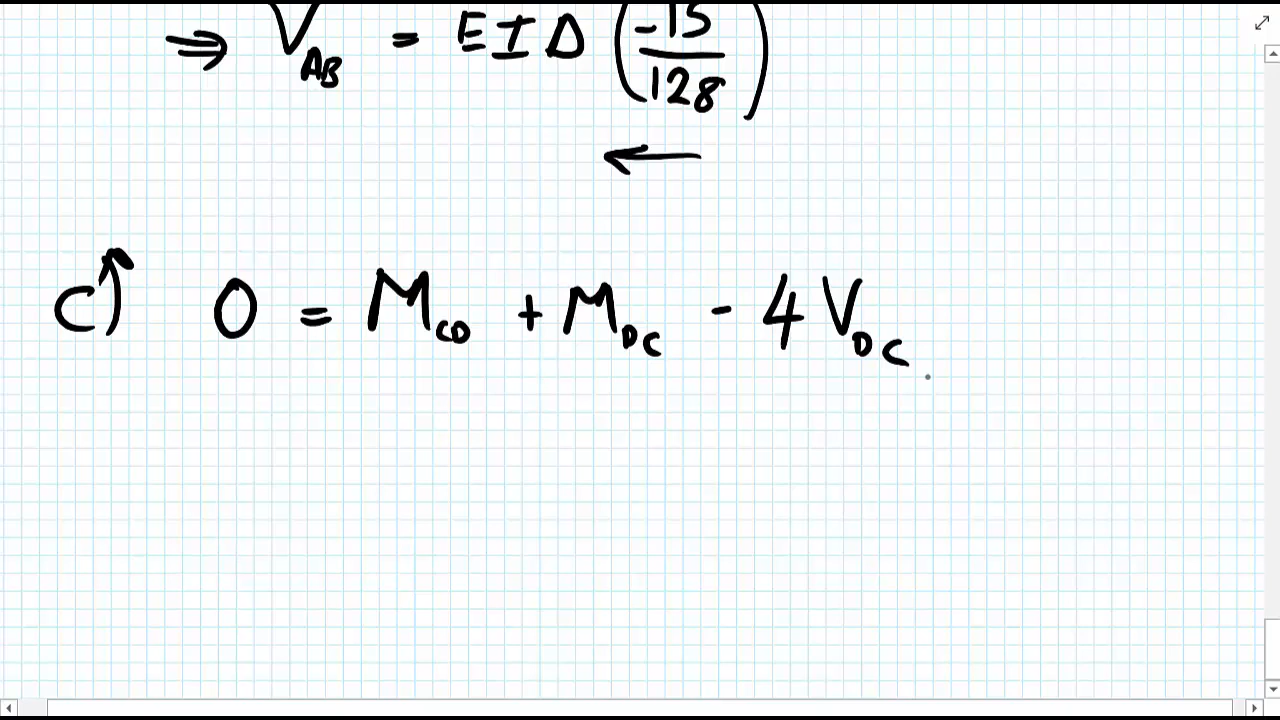 ⇒ V_AB = EIΔ (-15/128)
←
C↑ 0 = M_CD + M_DC - 4V_DC